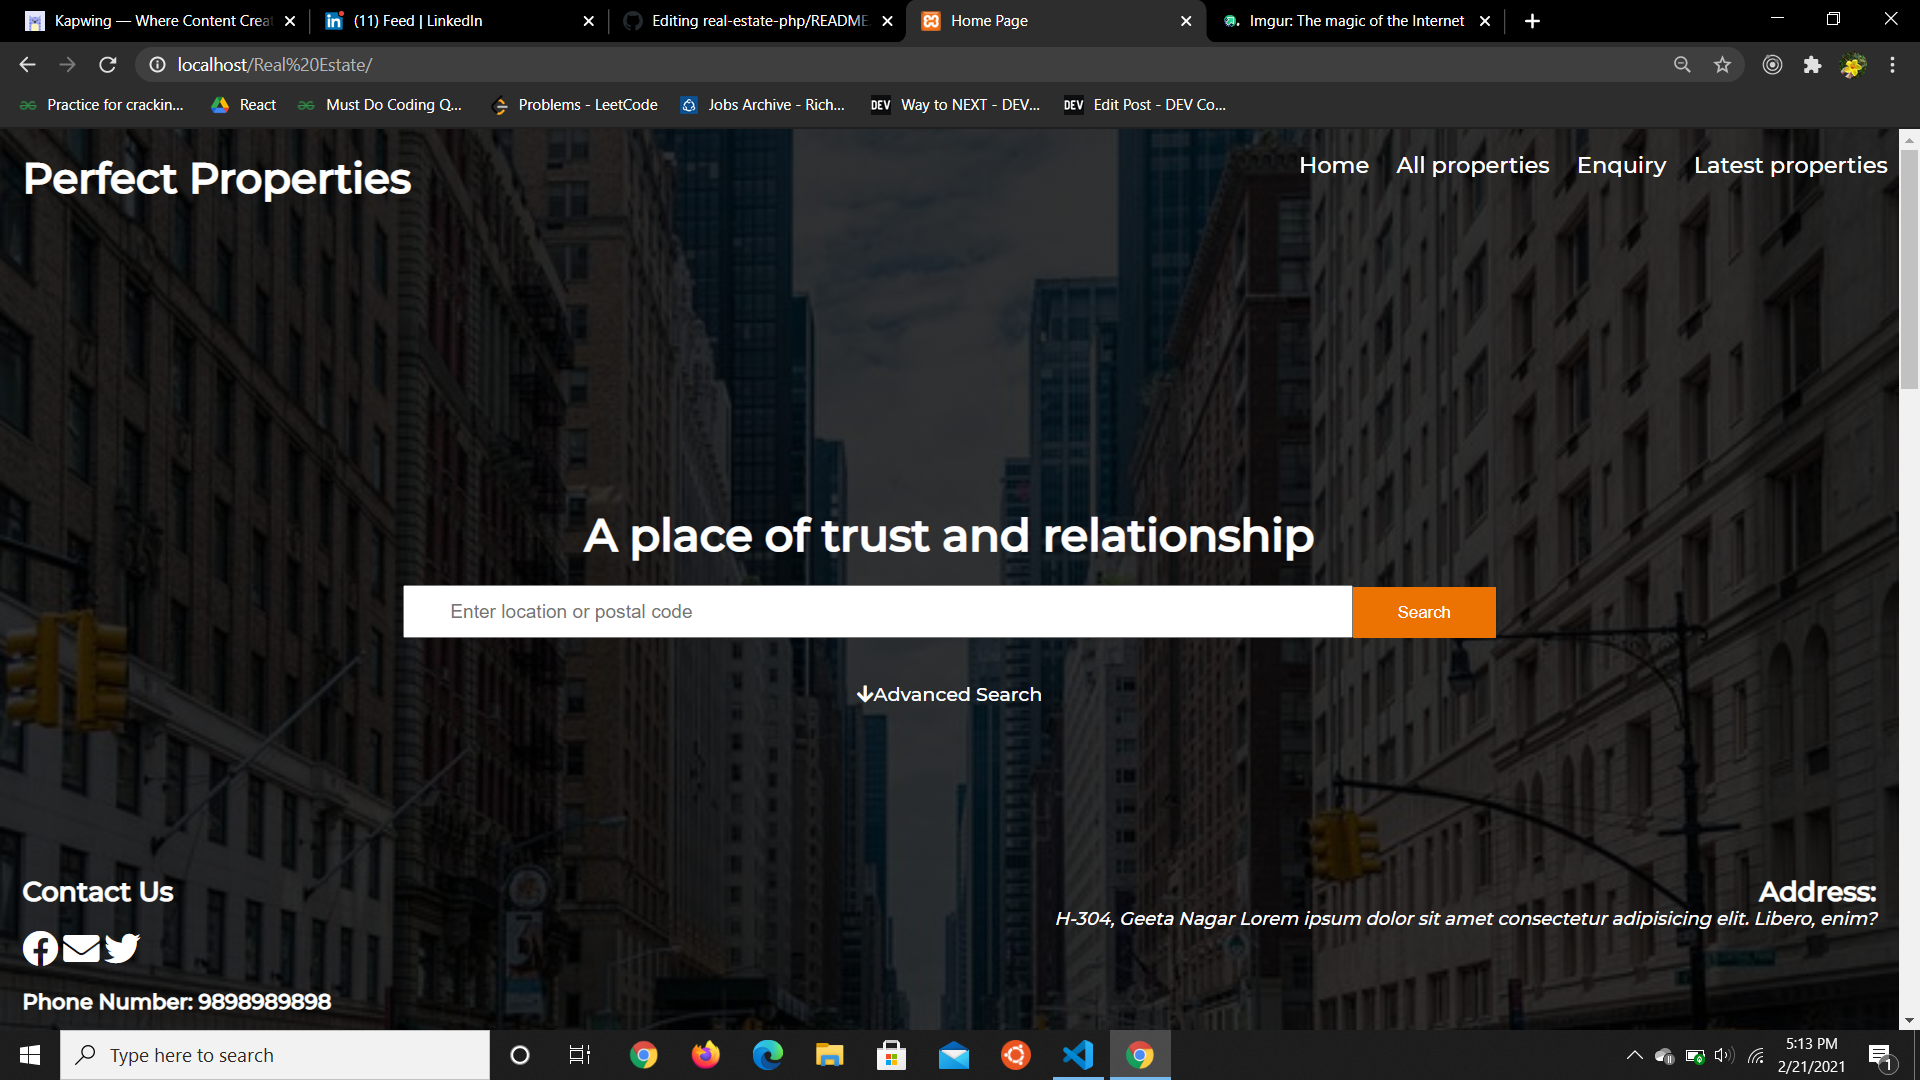 Kapwing — Where Content Creat
(11) Feed | LinkedIn
Editing real-estate-php/README.
Home Page
Imgur: The magic of the Internet
localhost/Real%20Estate/
Practice for crackin...
React
Must Do Coding Q...
Problems - LeetCode
Jobs Archive - Rich...
DEV
Way to NEXT - DEV...
DEV
Edit Post - DEV Co...
Perfect Properties
Home
All properties
Enquiry
Latest properties
A place of trust and relationship
Enter location or postal code
Search
Advanced Search
Contact Us
Address:
H-304, Geeta Nagar Lorem ipsum dolor sit amet consectetur adipisicing elit. Libero, enim?
Phone Number: 9898989898
Type here to search
5:13 PM
2/21/2021
1